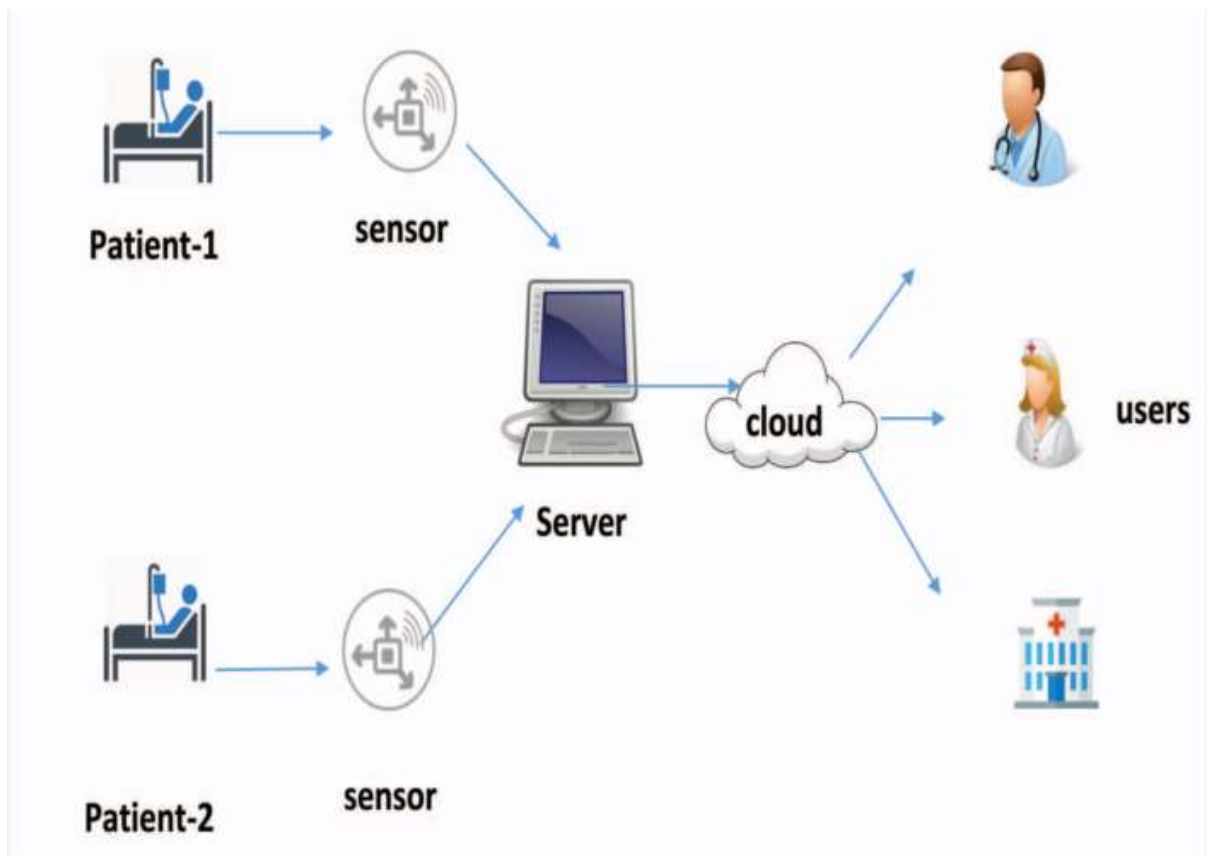 Patient-1
sensor
cloud
users
Server
Patient-2
sensor